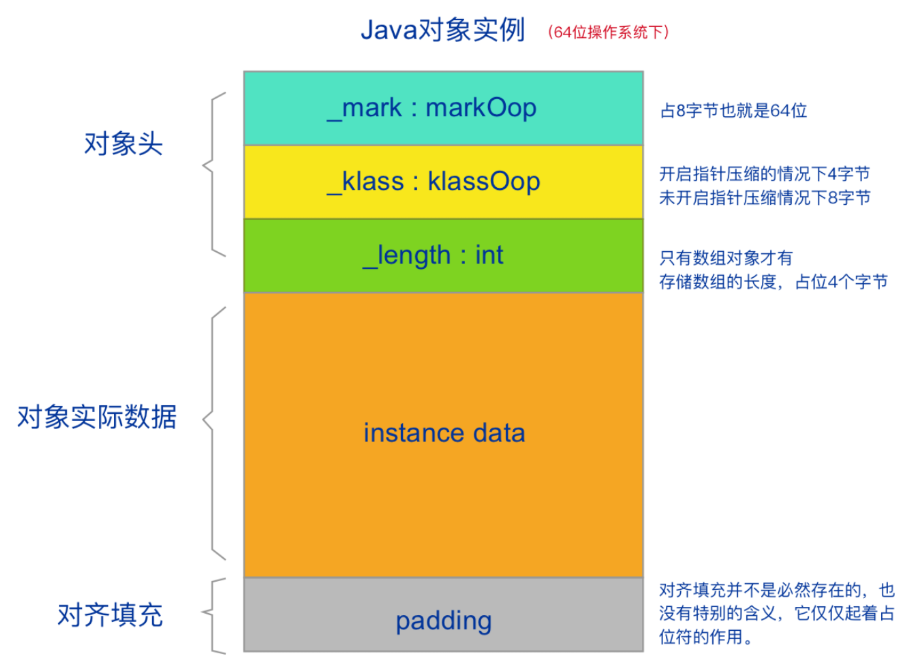 Java对象实例 （64位操作系统下）
对象头
_mark : markOop
占8字节也就是64位
_klass : klassOop
开启指针压缩的情况下4字节
未开启指针压缩情况下8字节
_length : int
只有数组对象才有
存储数组的长度，占位4个字节
对象实际数据
instance data
对齐填充
padding
对齐填充并不是必然存在的，也
没有特别的含义，它仅仅起着占
位符的作用。